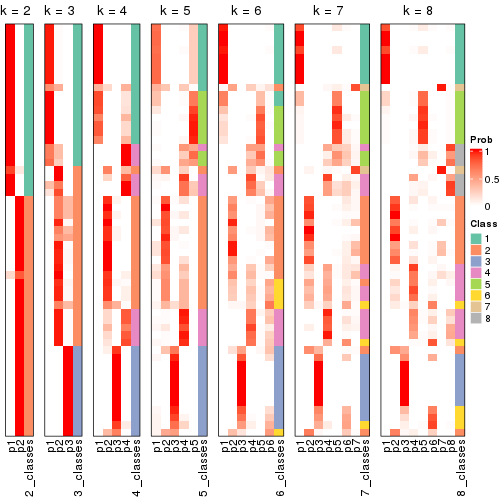 k = 2 k = 3 k = 4 k = 5 k = 6 k = 7 k = 8
Prob
1
0.5
0
Class
1
2
3
4
5
6
7
8
p1 p2 2_classes
p1 p2 p3 3_classes
p1 p2 p3 p4 4_classes
p1 p2 p3 p4 p5 5_classes
p1 p2 p3 p4 p5 p6 6_classes
p1 p2 p3 p4 p5 p6 p7 7_classes
p1 p2 p3 p4 p5 p6 p7 p8 8_classes